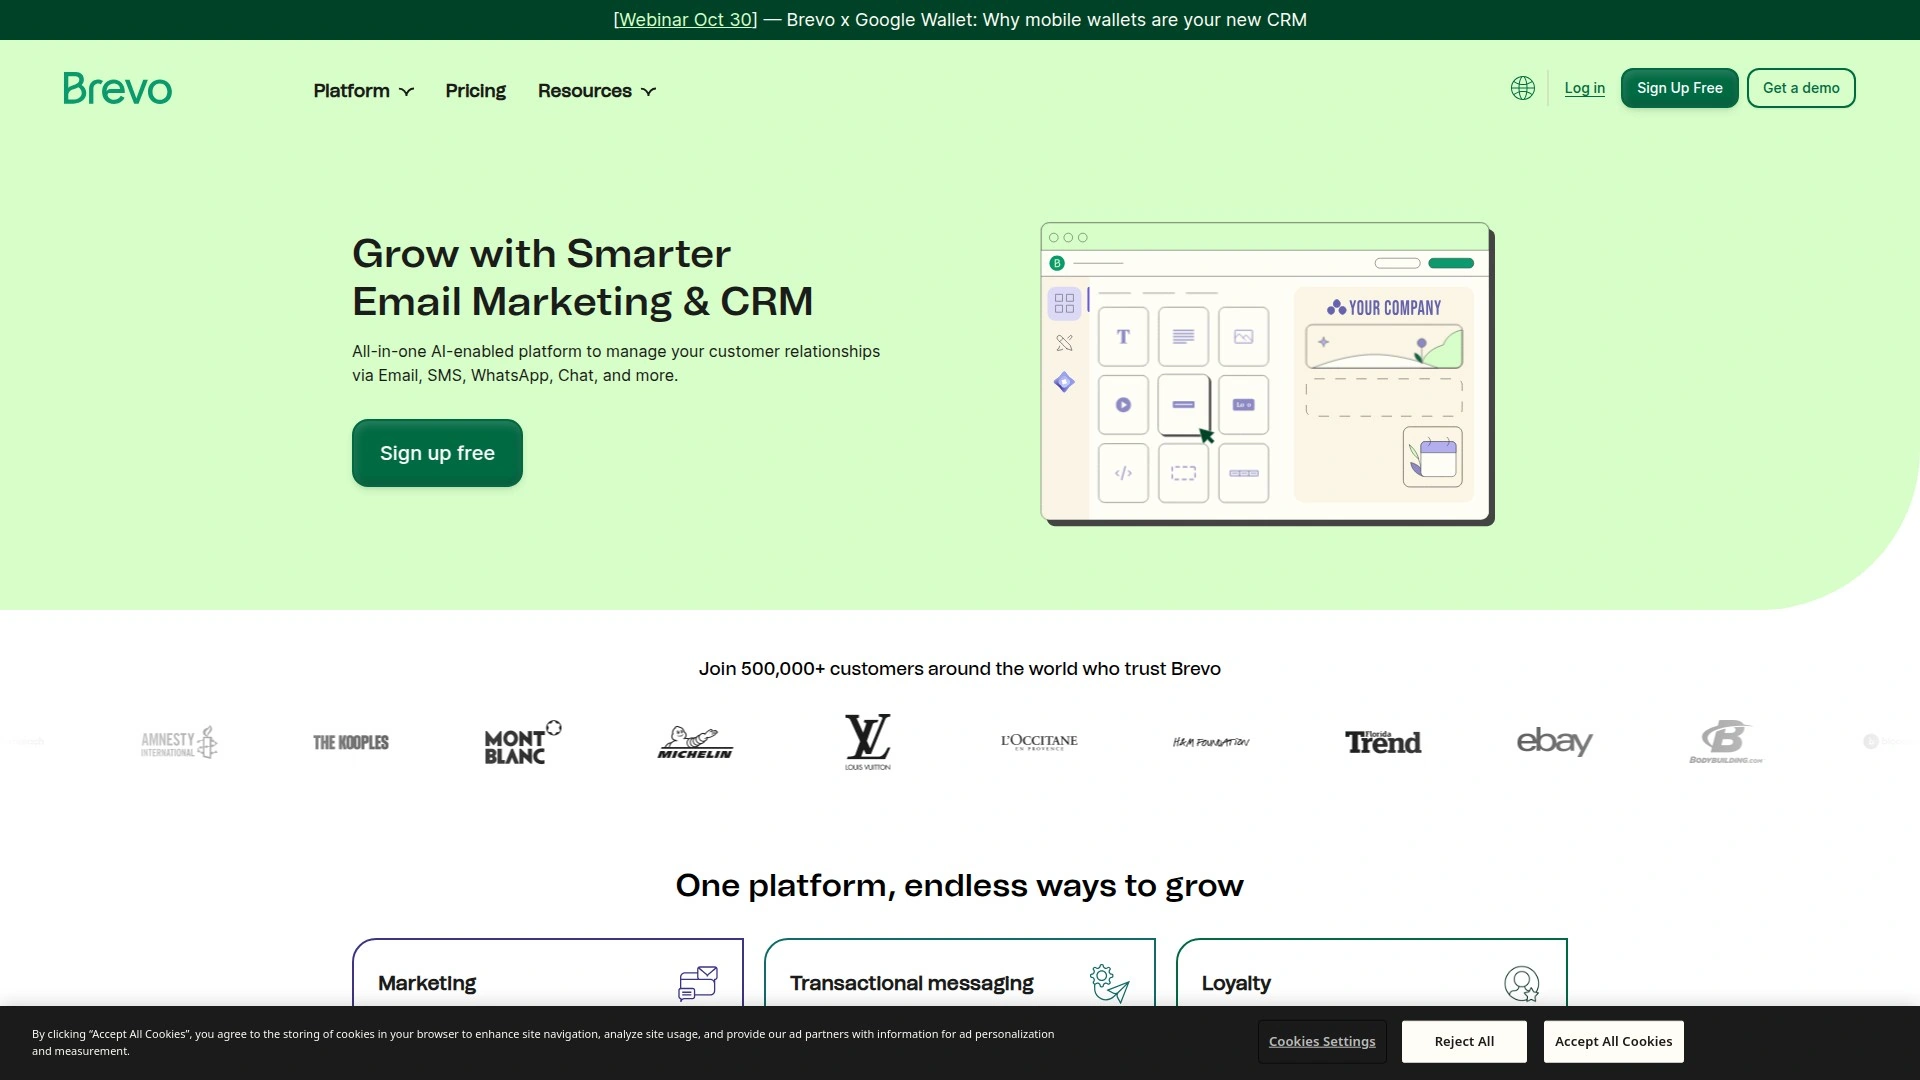 [Webinar Oct 30] — Brevo x Google Wallet: Why mobile wallets are your new CRM
Brevo
Platform
Pricing
Resources
Log in
Sign Up Free
Get a demo
Grow with Smarter
Email Marketing & CRM
All-in-one AI-enabled platform to manage your customer relationships
via Email, SMS, WhatsApp, Chat, and more.
Sign up free
B
YOUR COMPANY
T
</>
Join 500,000+ customers around the world who trust Brevo
AMNESTY
INTERNATIONAL
THE KOOPLES
MONT
BLANC
MICHELIN
LV
LOUIS VUITTON
L'OCCITANE
EN PROVENCE
H&M FOUNDATION
Florida
Trend
ebay
B
BODYBUILDING.COM
One platform, endless ways to grow
Marketing
Transactional messaging
Loyalty
By clicking “Accept All Cookies”, you agree to the storing of cookies in your browser to enhance site navigation, analyze site usage, and provide our ad partners with information for ad personalization
and measurement.
Cookies Settings
Reject All
Accept All Cookies